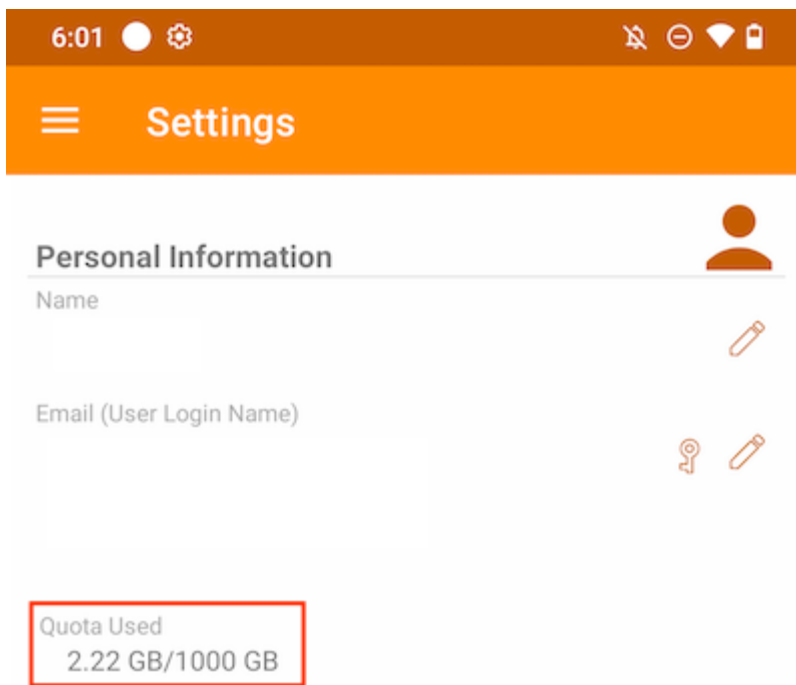 6:01
Settings
Personal Information
Name
Email (User Login Name)
Quota Used
2.22 GB/1000 GB